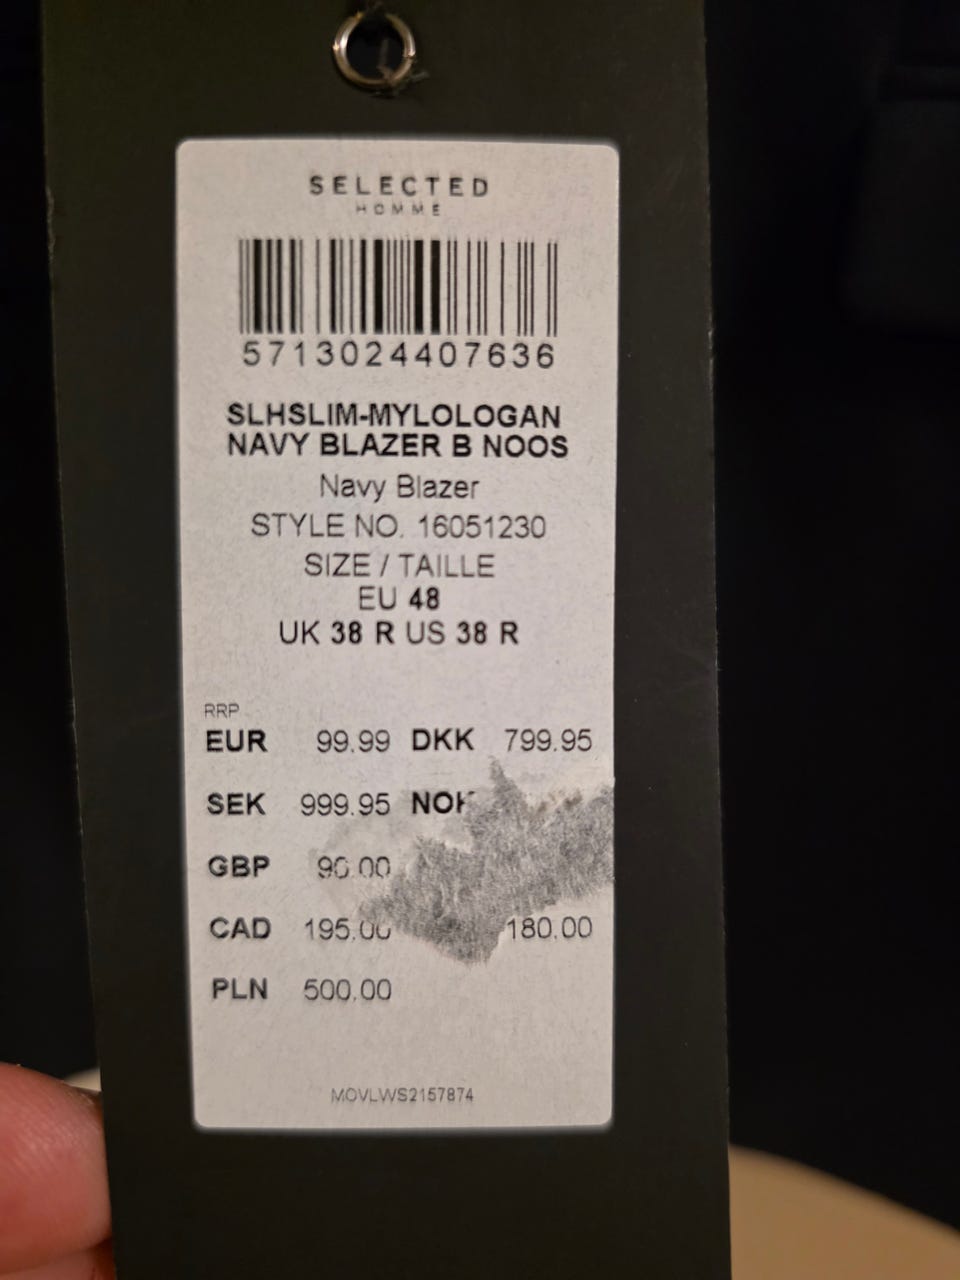 SELECTED
HOMME
5713024407636
SLHSLIM-MYLOLOGAN
NAVY BLAZER B NOOS
Navy Blazer
STYLE NO. 16051230
SIZE / TAILLE
EU 48
UK 38 R US 38 R
RRP
EUR 99.99 DKK 799.95
SEK 999.95
GBP 90.00
CAD 195.00 180.00
PLN 500.00
MOVLWS2157874